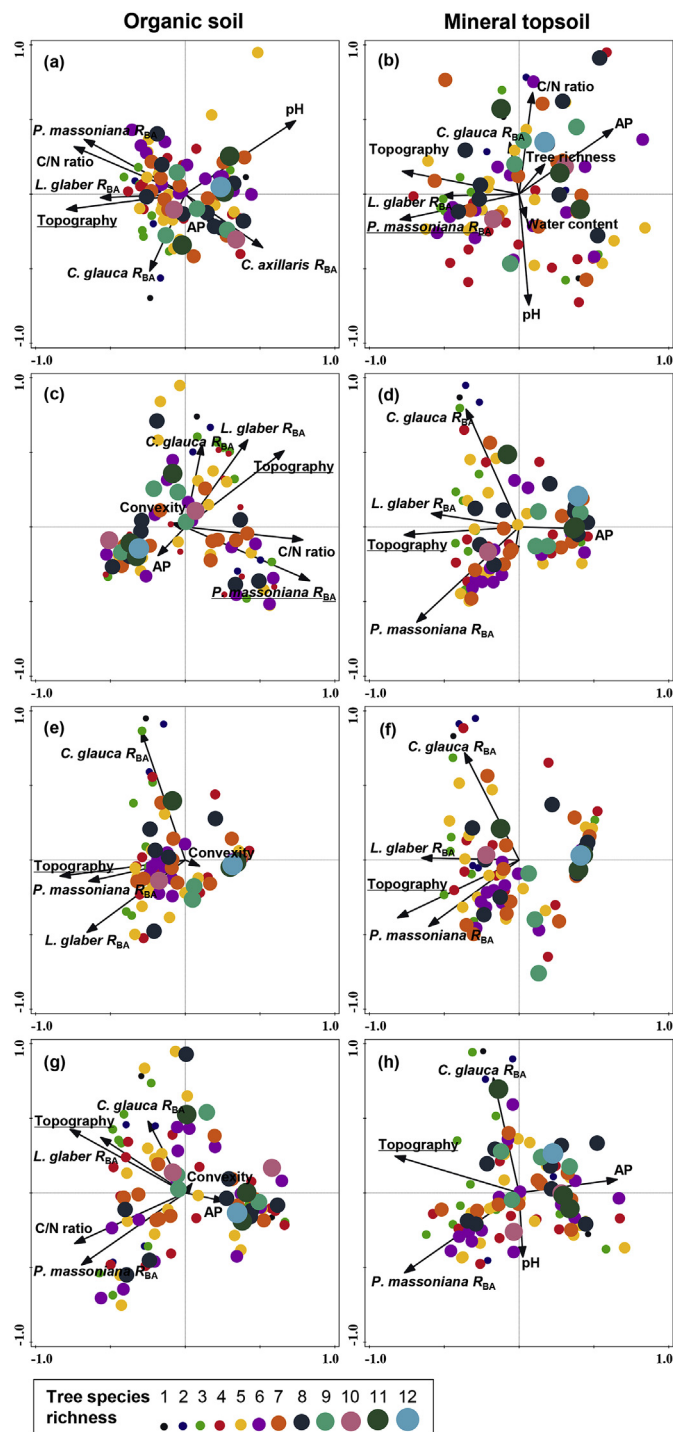 Organic soil
Mineral topsoil
1.0
(a)
pH
P. massoniana RBA
C/N ratio
L. glaber RBA
Topography
AP
C. glauca RBA
C. axillaris RBA
-1.0
-1.0
1.0
(b)
C/N ratio
AP
C. glauca RBA
Topography
Tree richness
L. glaber RBA
P. massoniana RBA
Water content
pH
1.0
(c)
L. glaber RBA
C. glauca RBA
Topography
Convexity
C/N ratio
AP
P. massoniana RBA
-1.0
-1.0
1.0
(d)
C. glauca RBA
L. glaber RBA
Topography
AP
P. massoniana RBA
-1.0
1.0
1.0
(e)
C. glauca RBA
Convexity
Topography
P. massoniana RBA
L. glaber RBA
-1.0
-1.0
1.0
(f)
C. glauca RBA
L. glaber RBA
Topography
P. massoniana RBA
-1.0
1.0
1.0
(g)
C. glauca RBA
Topography
L. glaber RBA
Convexity
AP
C/N ratio
P. massoniana RBA
-1.0
-1.0
1.0
(h)
C. glauca RBA
Topography
AP
pH
P. massoniana RBA
-1.0
1.0
Tree species richness
1 2 3 4 5 6 7 8 9 10 11 12